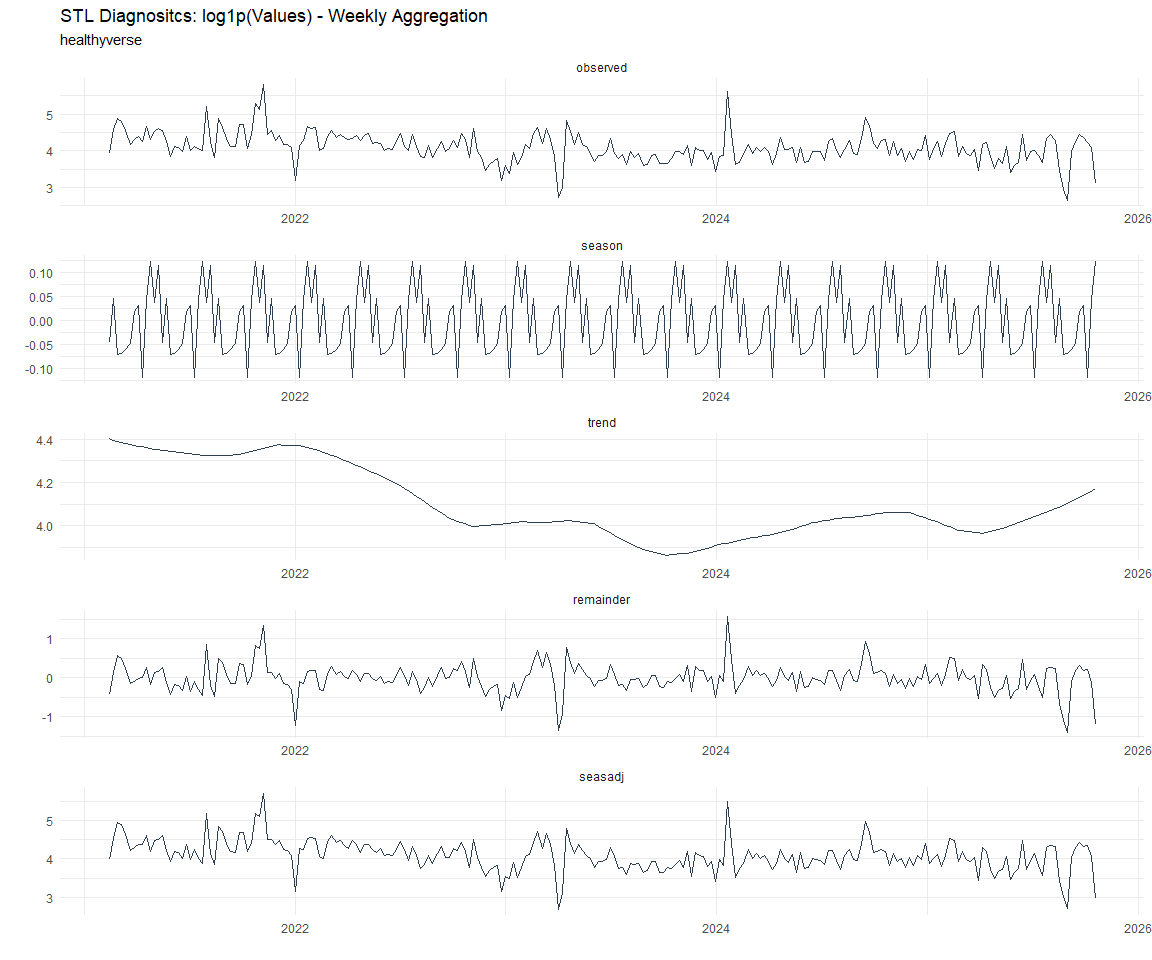 STL Diagnositcs: log1p(Values) - Weekly Aggregation
healthyverse
observed
5
4
3
2022 2024 2026
season
0.10
0.05
0.00
-0.05
-0.10
2022 2024 2026
trend
4.4
4.2
4.0
2022 2024 2026
remainder
1
0
-1
2022 2024 2026
seasadj
5
4
3
2022 2024 2026